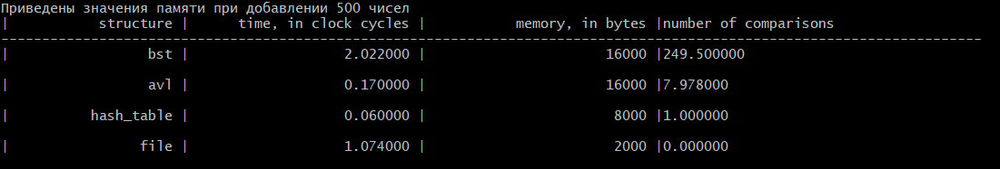 Приведены значения памяти при добавлении 500 чисел
| structure | time, in clock cycles | memory, in bytes |number of comparisons
---------------------------------------------------------------------------------------------------------------------------
| bst | 2.022000 | 16000 |249.500000
| avl | 0.170000 | 16000 |7.978000
| hash_table | 0.060000 | 8000 |1.000000
| file | 1.074000 | 2000 |0.000000